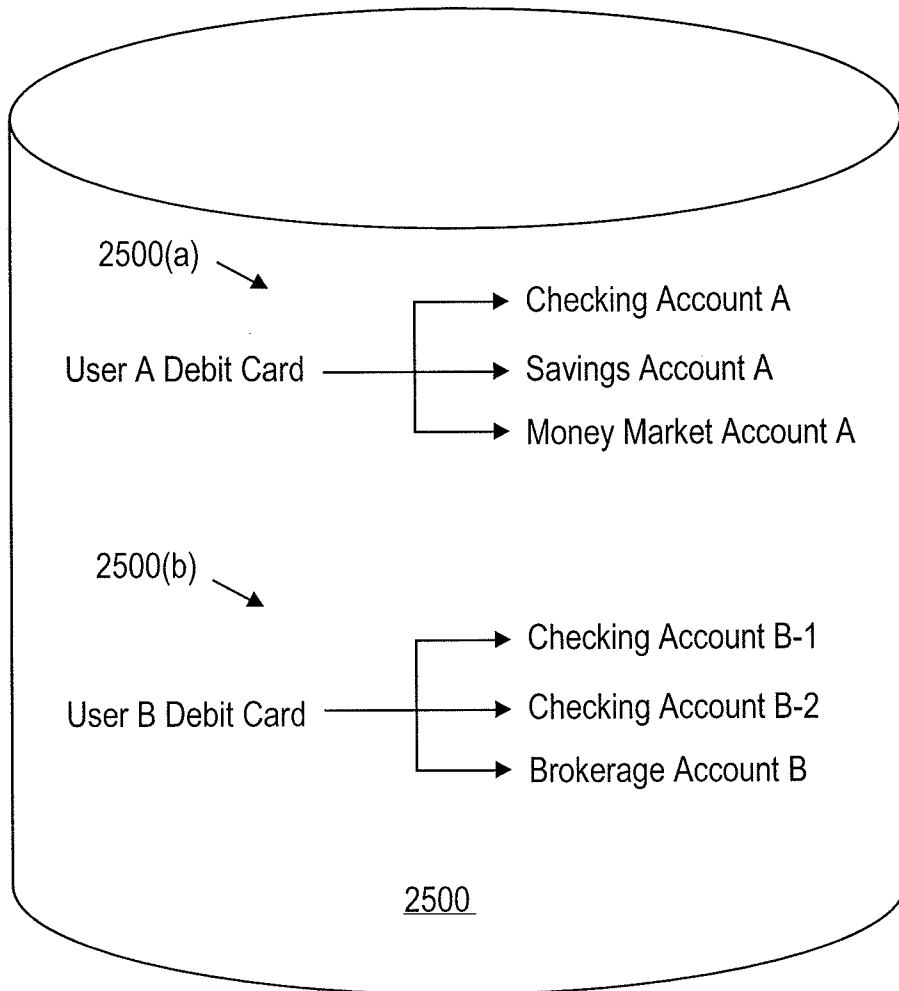 2500(a)
Checking Account A
User A Debit Card
Savings Account A
Money Market Account A
2500(b)
Checking Account B-1
User B Debit Card
Checking Account B-2
Brokerage Account B
2500